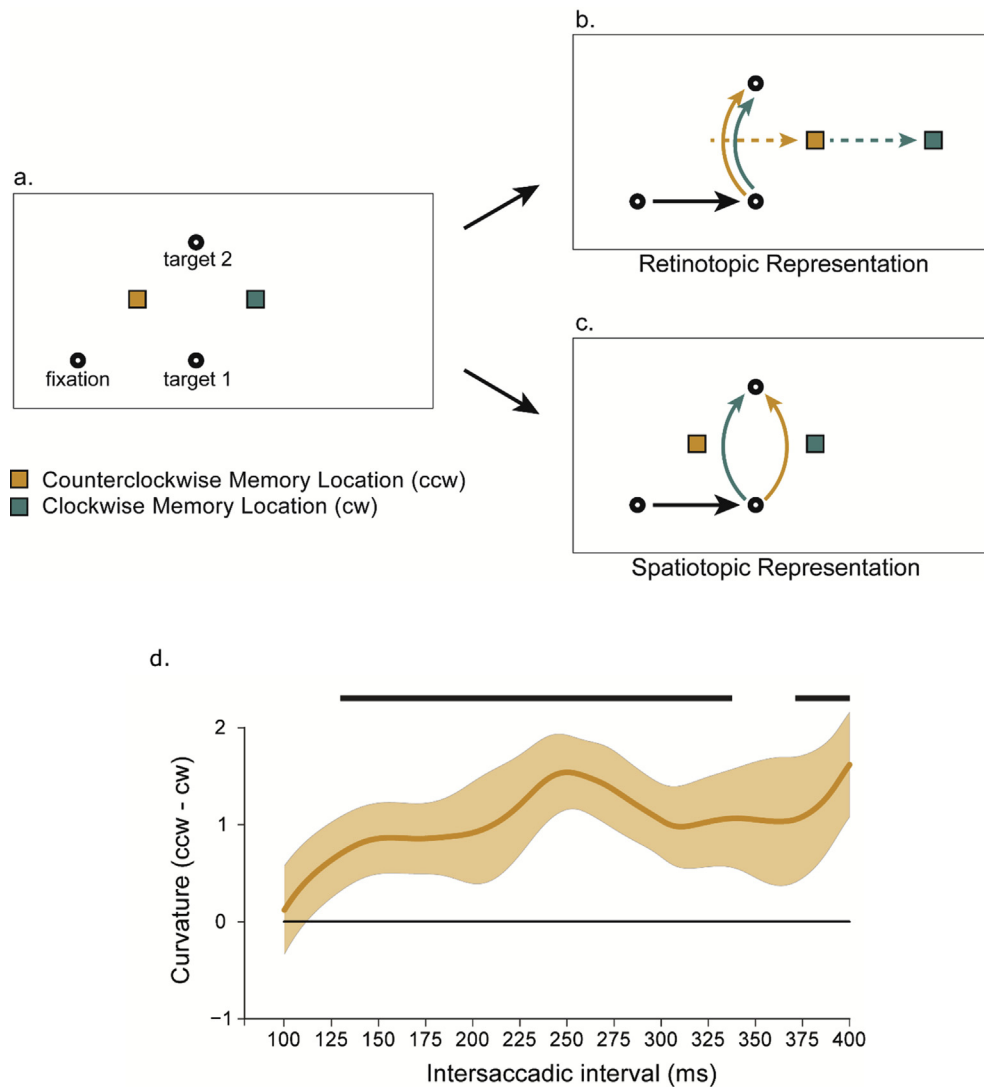 a.
target 2
fixation
target 1
b.
Retinotopic Representation
c.
Spatiotopic Representation
Counterclockwise Memory Location (ccw)
Clockwise Memory Location (cw)
d.
Curvature (ccw - cw)
2
1
0
−1
100 125 150 175 200 225 250 275 300 325 350 375 400
Intersaccadic interval (ms)